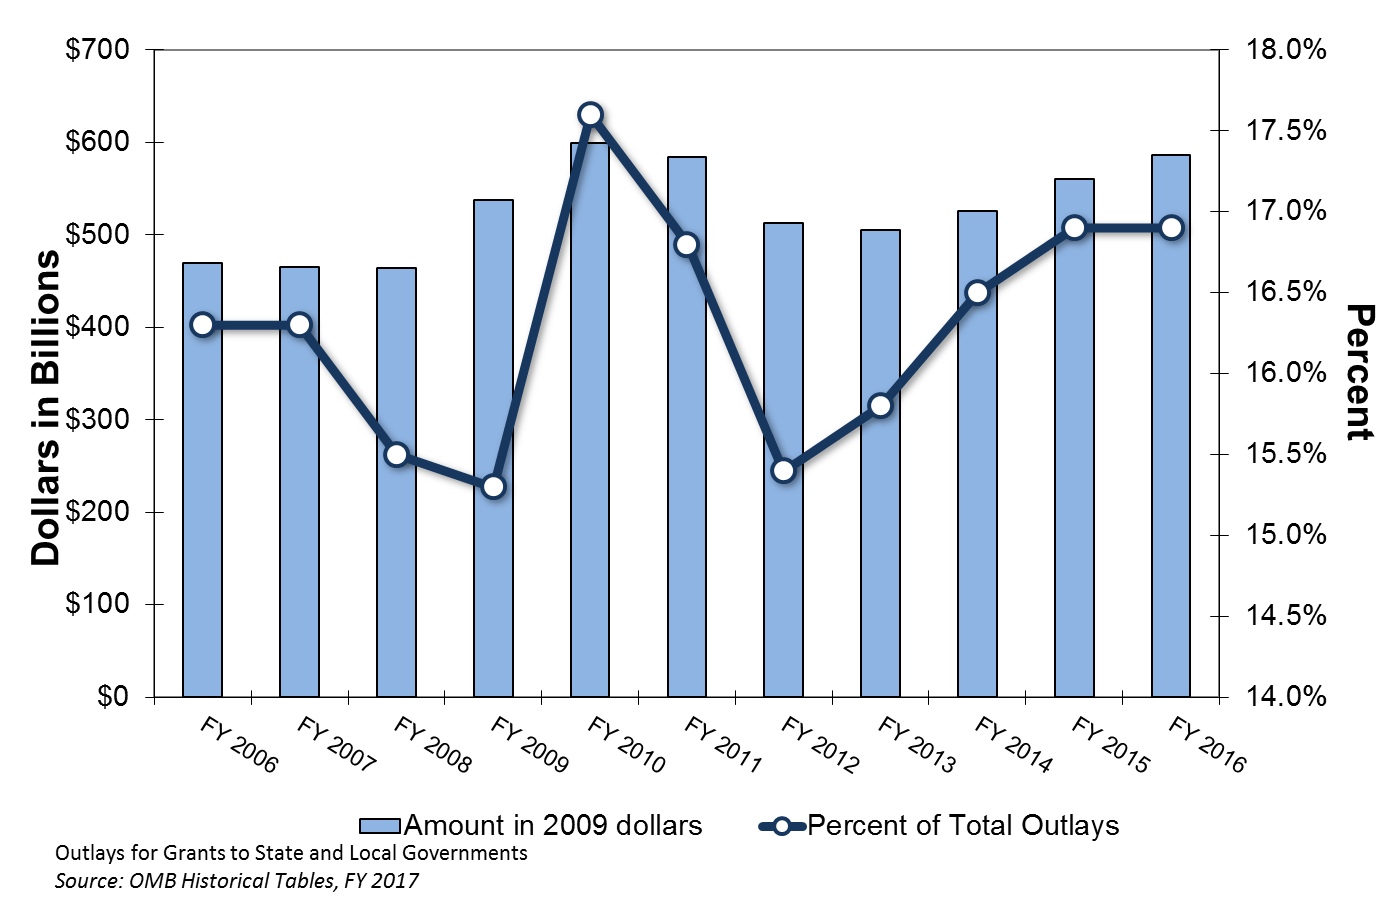 $700
$600
$500
$400
$300
$200
$100
$0
Dollars in Billions
18.0%
17.5%
17.0%
16.5%
16.0%
15.5%
15.0%
14.5%
14.0%
Percent
FY 2006
FY 2007
FY 2008
FY 2009
FY 2010
FY 2011
FY 2012
FY 2013
FY 2014
FY 2015
FY 2016
Amount in 2009 dollars
Percent of Total Outlays
Outlays for Grants to State and Local Governments
Source: OMB Historical Tables, FY 2017